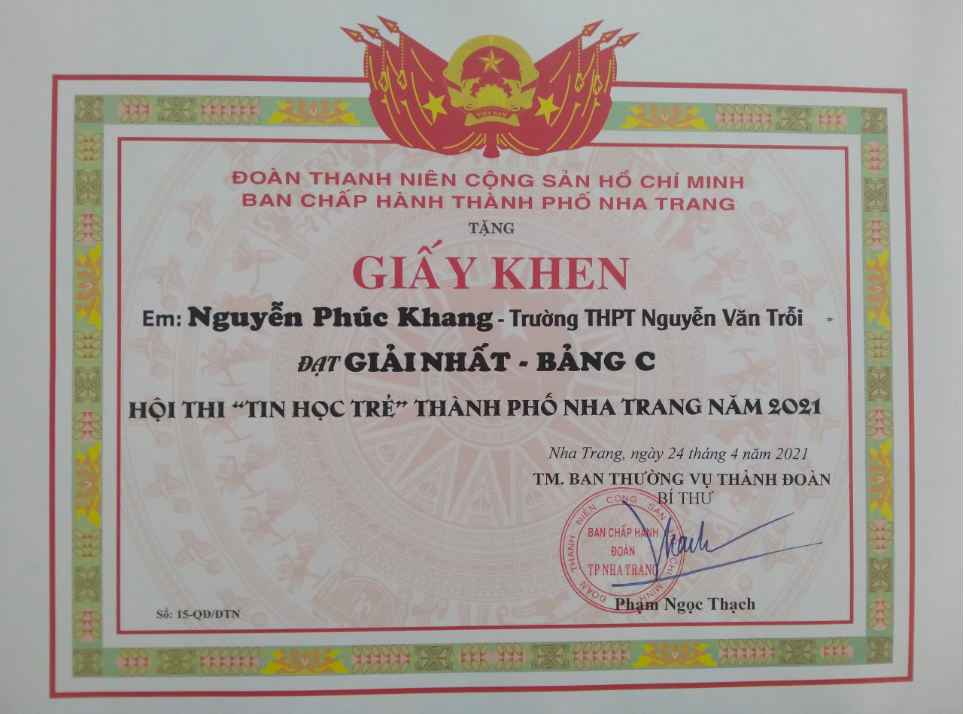 VIỆT NAM
ĐOÀN THANH NIÊN CỘNG SẢN HỒ CHÍ MINH
BAN CHẤP HÀNH THÀNH PHỐ NHA TRANG
TẶNG
GIẤY KHEN
Em: Nguyễn Phúc Khang - Trường THPT Nguyễn Văn Trỗi
ĐẠT GIẢI NHẤT - BẢNG C
HỘI THI “TIN HỌC TRẺ” THÀNH PHỐ NHA TRANG NĂM 2021
Nha Trang, ngày 24 tháng 4 năm 2021
TM. BAN THƯỜNG VỤ THÀNH ĐOÀN
BÍ THƯ
ĐOÀN THANH NIÊN CỘNG SẢN HỒ CHÍ MINH
BAN CHẤP HÀNH
ĐOÀN
TP NHA TRANG
Thach
Phạm Ngọc Thạch
Số: 15-QĐ/ĐTN